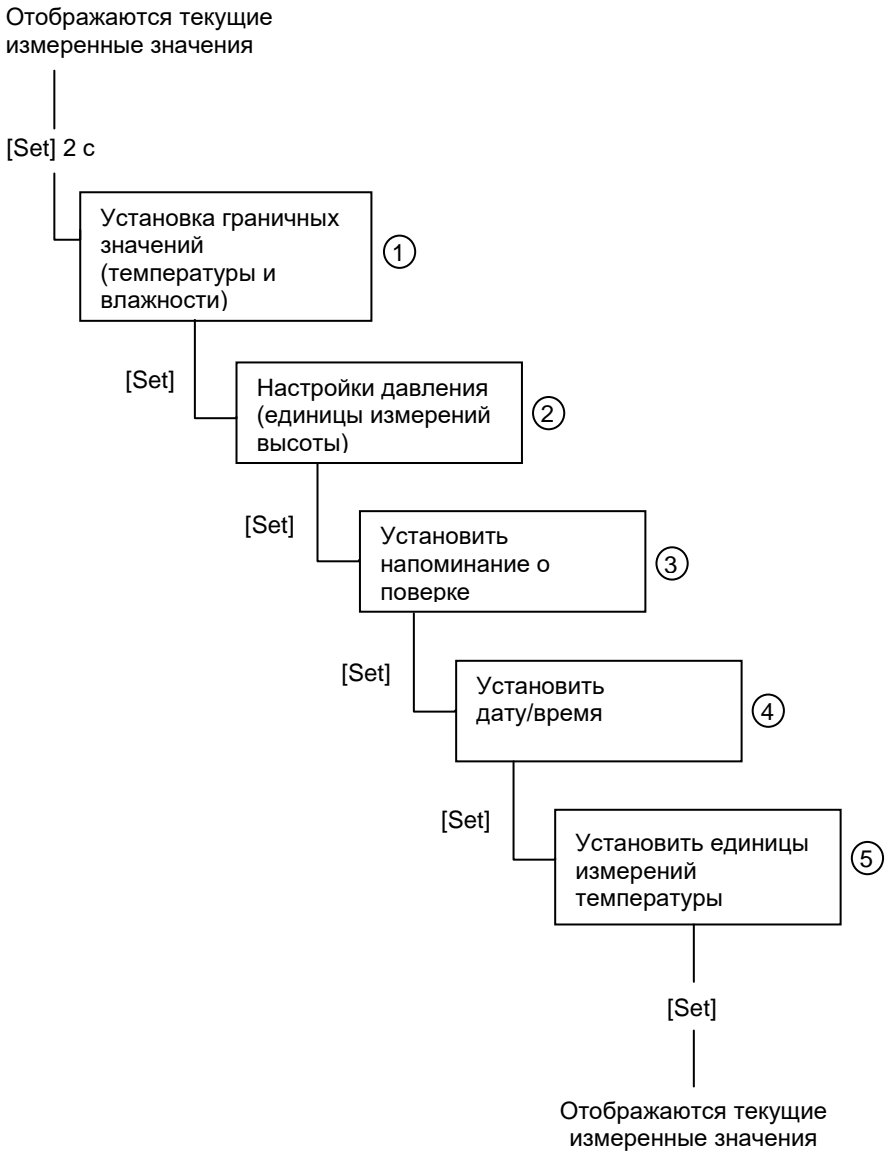 Отображаются текущие
измеренные значения
[Set] 2 с
Установка граничных
значений
(температуры и
влажности)
1
[Set]
Настройки давления
(единицы измерений
высоты)
2
[Set]
Установить
напоминание о
поверке
3
[Set]
Установить
дату/время
4
[Set]
Установить единицы
измерений
температуры
5
[Set]
Отображаются текущие
измеренные значения